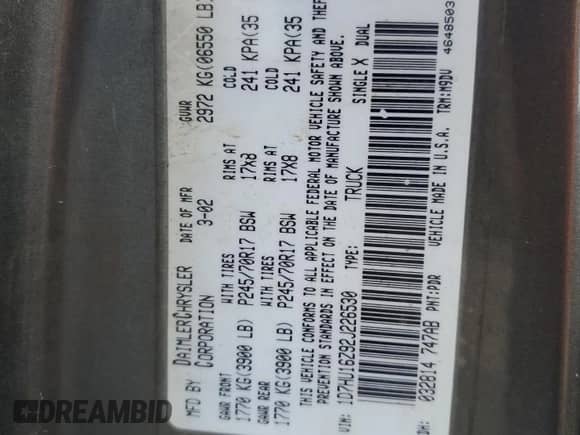 MFD BY DAIMLERCHRYSLER CORPORATION DATE OF MFR 3-02 GVWR 2972 KG(06550 LB)
GAWR FRONT WITH TIRES RIMS AT COLD
1770 KG(3900 LB) P245/70R17 BSW 17X8 241 KPA(35
GAWR REAR WITH TIRES RIMS AT COLD
1770 KG(3900 LB) P245/70R17 BSW 17X8 241 KPA(35
THIS VEHICLE CONFORMS TO ALL APPLICABLE FEDERAL MOTOR VEHICLE SAFETY AND THEF
PREVENTION STANDARDS IN EFFECT ON THE DATE OF MANUFACTURE SHOWN ABOVE.
VIN: 1D7HU16Z92J226530 TYPE: TRUCK SINGLE X DUAL
032814 747AB PNT:PDR VEHICLE MADE IN U.S.A. TRM:M9DV
4648503
DREAMBID